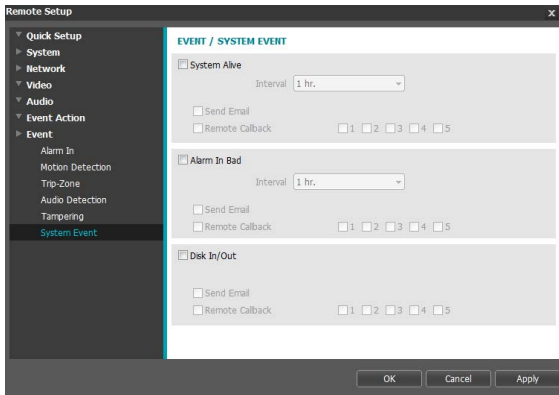 Remote Setup x
Quick Setup
System
Network
Video
Audio
Event Action
Event
Alarm In
Motion Detection
Trip-Zone
Audio Detection
Tampering
System Event
EVENT / SYSTEM EVENT
System Alive
Interval 1 hr.
Send Email
Remote Callback 1 2 3 4 5
Alarm In Bad
Interval 1 hr.
Send Email
Remote Callback 1 2 3 4 5
Disk In/Out
Send Email
Remote Callback 1 2 3 4 5
OK Cancel Apply